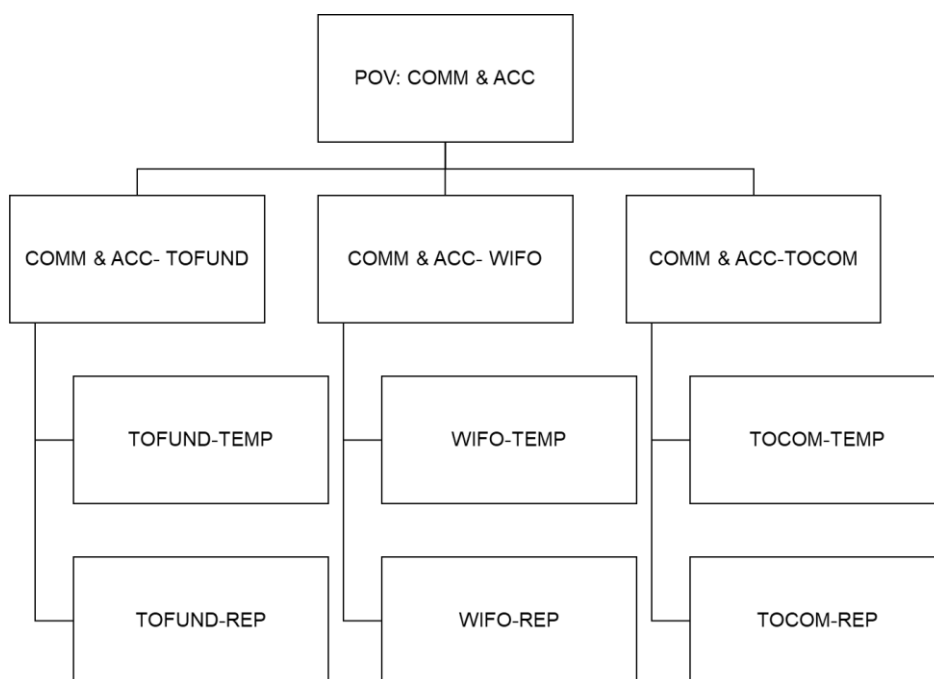 POV: COMM & ACC
COMM & ACC- TOFUND
COMM & ACC- WIFO
COMM & ACC-TOCOM
TOFUND-TEMP
WIFO-TEMP
TOCOM-TEMP
TOFUND-REP
WIFO-REP
TOCOM-REP